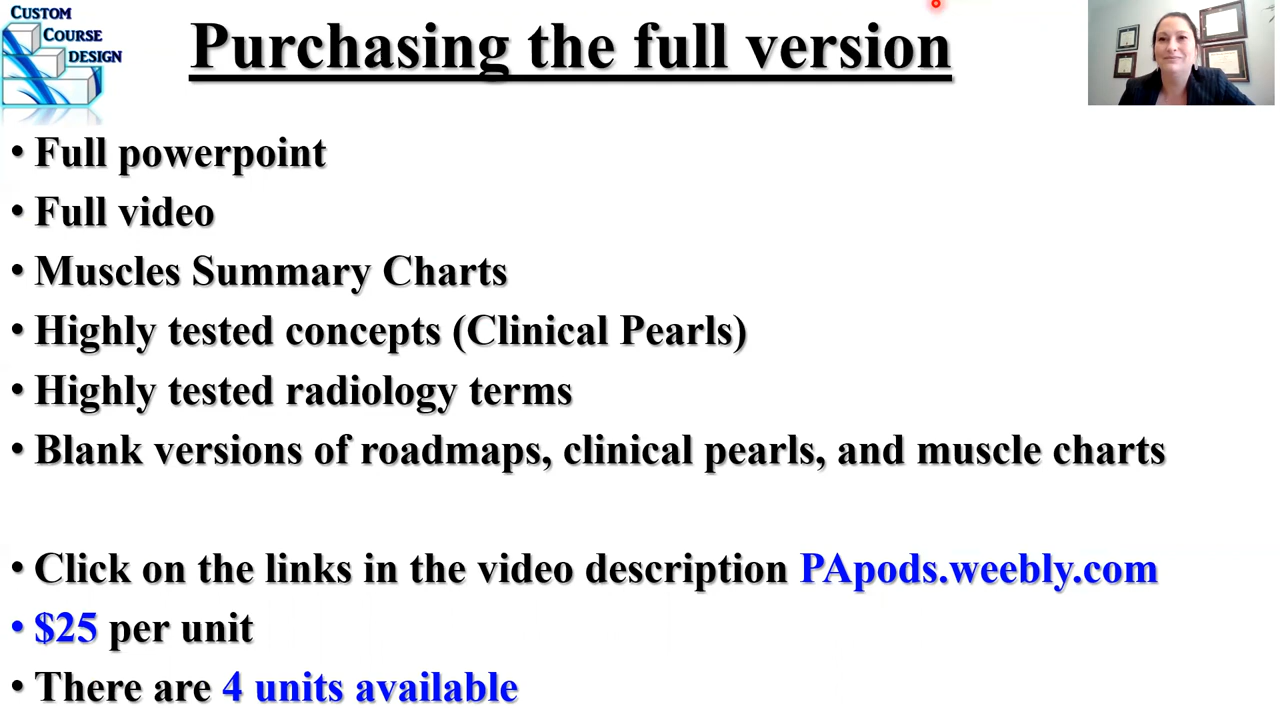 CUSTOM
COURSE
DESIGN
Purchasing the full version
• Full powerpoint
• Full video
• Muscles Summary Charts
• Highly tested concepts (Clinical Pearls)
• Highly tested radiology terms
• Blank versions of roadmaps, clinical pearls, and muscle charts
• Click on the links in the video description PApods.weebly.com
• $25 per unit
• There are 4 units available